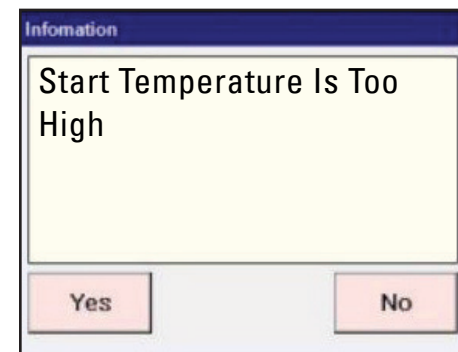 Infomation
Start Temperature Is Too
High
Yes
No